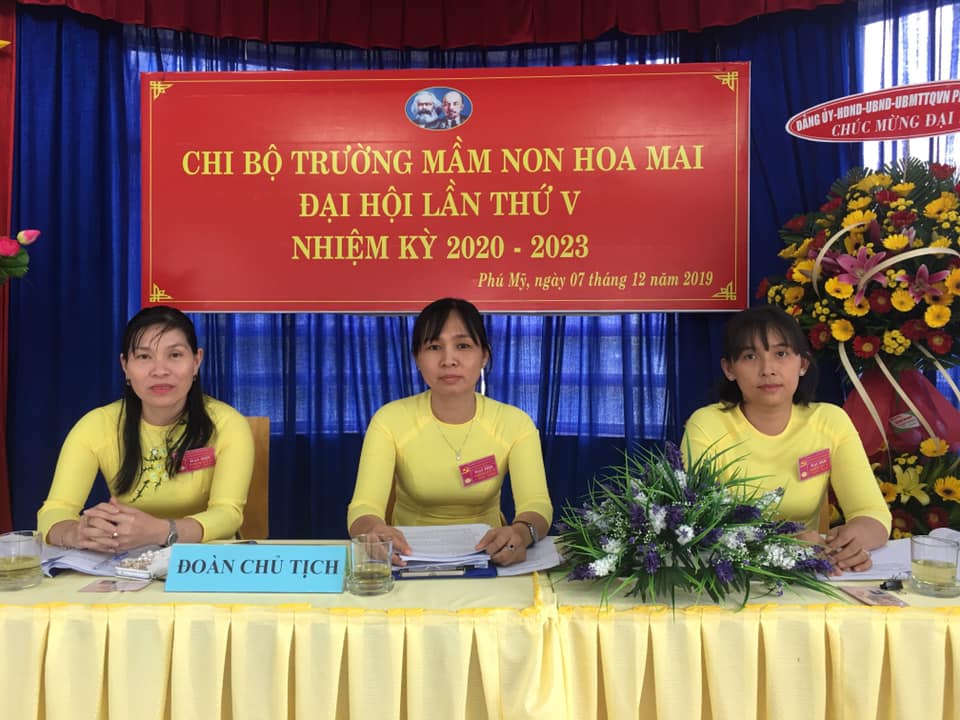 CHI BỘ TRƯỜNG MẦM NON HOA MAI
ĐẠI HỘI LẦN THỨ V
NHIỆM KỲ 2020 - 2023
Phú Mỹ, ngày 07 tháng 12 năm 2019
ĐẢNG ỦY-HĐND-UBND-UBMTTQVN P
CHÚC MỪNG ĐẠI
ĐOÀN CHỦ TỊCH